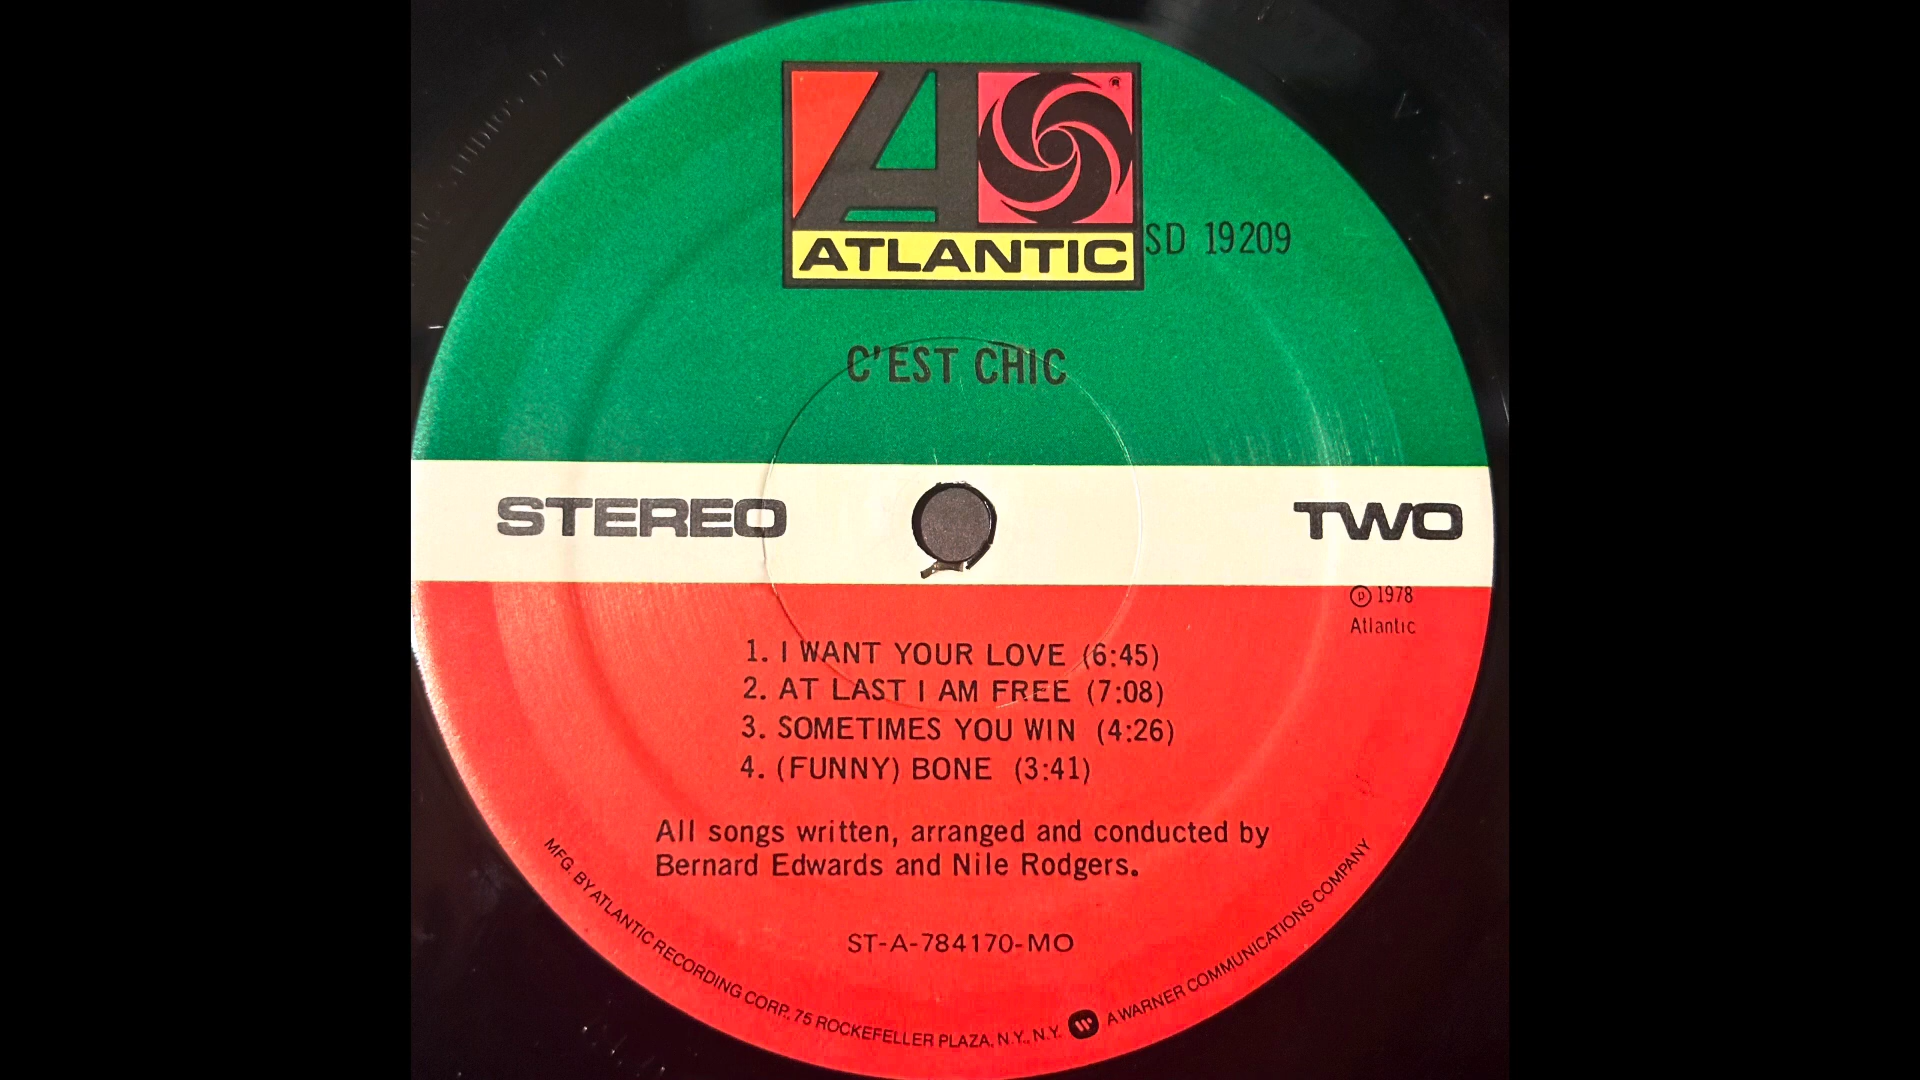 ATLANTIC
SD 19209
C'EST CHIC
STEREO
TWO
℗ 1978
Atlantic
1. I WANT YOUR LOVE (6:45)
2. AT LAST I AM FREE (7:08)
3. SOMETIMES YOU WIN (4:26)
4. (FUNNY) BONE (3:41)
All songs written, arranged and conducted by
Bernard Edwards and Nile Rodgers.
ST-A-784170-MO
MFG. BY ATLANTIC RECORDING CORP., 75 ROCKEFELLER PLAZA, N.Y., N.Y. A WARNER COMMUNICATIONS COMPANY